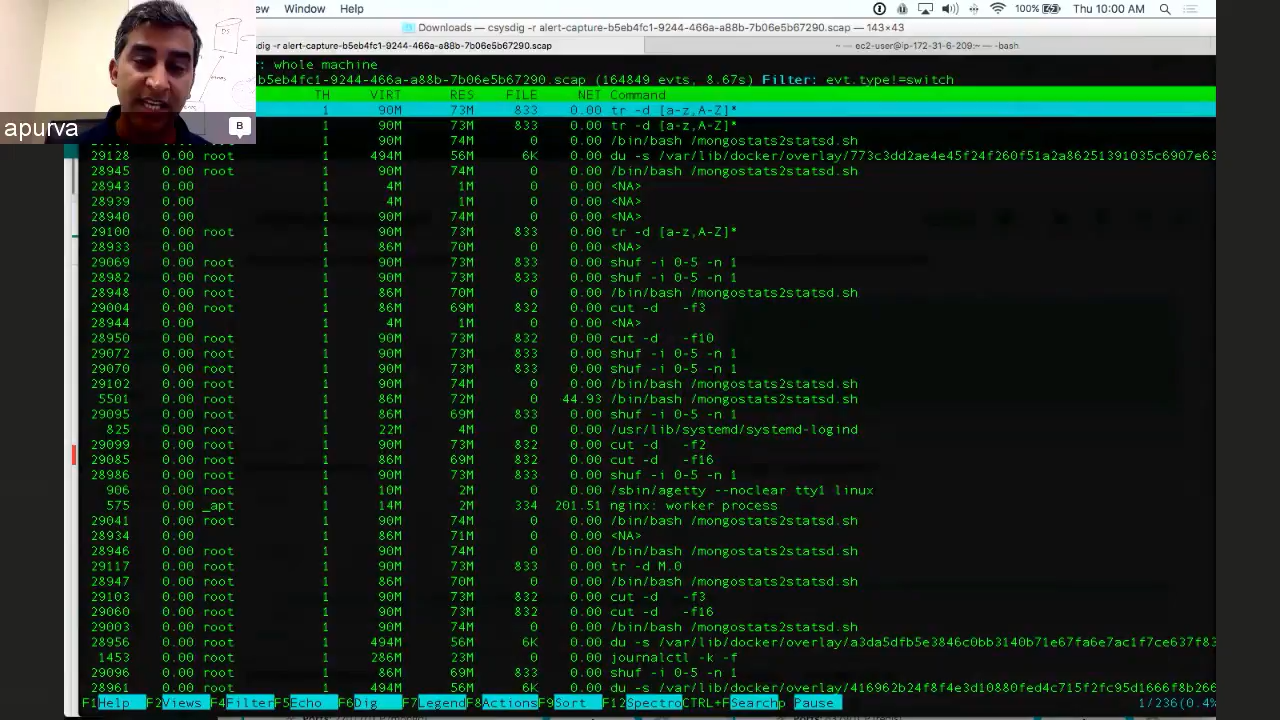 ew Window Help 100% Thu 10:00 AM
Downloads — csysdig -r alert-capture-b5eb4fc1-9244-466a-a88b-7b06e5b67290.scap — 143×43
dig -r alert-capture-b5eb4fc1-9244-466a-a88b-7b06e5b67290.scap ~ — ec2-user@ip-172-31-6-209:~ — -bash
: whole machine
b5eb4fc1-9244-466a-a88b-7b06e5b67290.scap (164849 evts, 8.67s) Filter: evt.type!=switch
TH VIRT RES FILE NET Command
1 90M 73M 833 0.00 tr -d [a-z,A-Z]*
apurva B
1 90M 73M 833 0.00 tr -d [a-z,A-Z]*
1 90M 74M 0 0.00 /bin/bash /mongostats2statsd.sh
29128 0.00 root 1 494M 56M 6K 0.00 du -s /var/lib/docker/overlay/773c3dd2ae4e45f24f260f51a2a86251391035c6907e63
28945 0.00 root 1 90M 74M 0 0.00 /bin/bash /mongostats2statsd.sh
28943 0.00 1 4M 1M 0 0.00 <NA>
28939 0.00 1 4M 1M 0 0.00 <NA>
28940 0.00 1 90M 74M 0 0.00 <NA>
29100 0.00 root 1 90M 73M 833 0.00 tr -d [a-z,A-Z]*
28933 0.00 1 86M 70M 0 0.00 <NA>
29069 0.00 root 1 90M 73M 833 0.00 shuf -i 0-5 -n 1
28982 0.00 root 1 90M 73M 833 0.00 shuf -i 0-5 -n 1
28948 0.00 root 1 86M 70M 0 0.00 /bin/bash /mongostats2statsd.sh
29004 0.00 root 1 86M 69M 832 0.00 cut -d -f3
28944 0.00 1 4M 1M 0 0.00 <NA>
28950 0.00 root 1 90M 73M 832 0.00 cut -d -f10
29072 0.00 root 1 90M 73M 833 0.00 shuf -i 0-5 -n 1
29070 0.00 root 1 90M 73M 833 0.00 shuf -i 0-5 -n 1
29102 0.00 root 1 90M 74M 0 0.00 /bin/bash /mongostats2statsd.sh
5501 0.00 root 1 86M 72M 0 44.93 /bin/bash /mongostats2statsd.sh
29095 0.00 root 1 86M 69M 833 0.00 shuf -i 0-5 -n 1
825 0.00 root 1 22M 4M 0 0.00 /usr/lib/systemd/systemd-logind
29099 0.00 root 1 90M 73M 832 0.00 cut -d -f2
29085 0.00 root 1 86M 69M 832 0.00 cut -d -f16
28986 0.00 root 1 90M 73M 833 0.00 shuf -i 0-5 -n 1
906 0.00 root 1 10M 2M 0 0.00 /sbin/agetty --noclear tty1 linux
575 0.00 _apt 1 14M 2M 334 201.51 nginx: worker process
29041 0.00 root 1 90M 74M 0 0.00 /bin/bash /mongostats2statsd.sh
28934 0.00 1 86M 71M 0 0.00 <NA>
28946 0.00 root 1 90M 74M 0 0.00 /bin/bash /mongostats2statsd.sh
29117 0.00 root 1 90M 73M 833 0.00 tr -d M.0
28947 0.00 root 1 86M 70M 0 0.00 /bin/bash /mongostats2statsd.sh
29103 0.00 root 1 90M 73M 832 0.00 cut -d -f3
29060 0.00 root 1 90M 73M 832 0.00 cut -d -f16
29003 0.00 root 1 90M 74M 0 0.00 /bin/bash /mongostats2statsd.sh
28956 0.00 root 1 494M 56M 6K 0.00 du -s /var/lib/docker/overlay/a3da5dfb5e3846c0bb3140b71e67fa6e7ac1f7ce637f83
1453 0.00 root 1 286M 23M 0 0.00 journalctl -k -f
29096 0.00 root 1 86M 69M 833 0.00 shuf -i 0-5 -n 1
28961 0.00 root 1 494M 56M 6K 0.00 du -s /var/lib/docker/overlay/416962b24f8f4e3d10880fed4c715f2fc95d1666f8b266
F1Help F2Views F4FilterF5Echo F6Dig F7LegendF8ActionsF9Sort F12SpectroCTRL+FSearchp Pause 1/236(0.4%